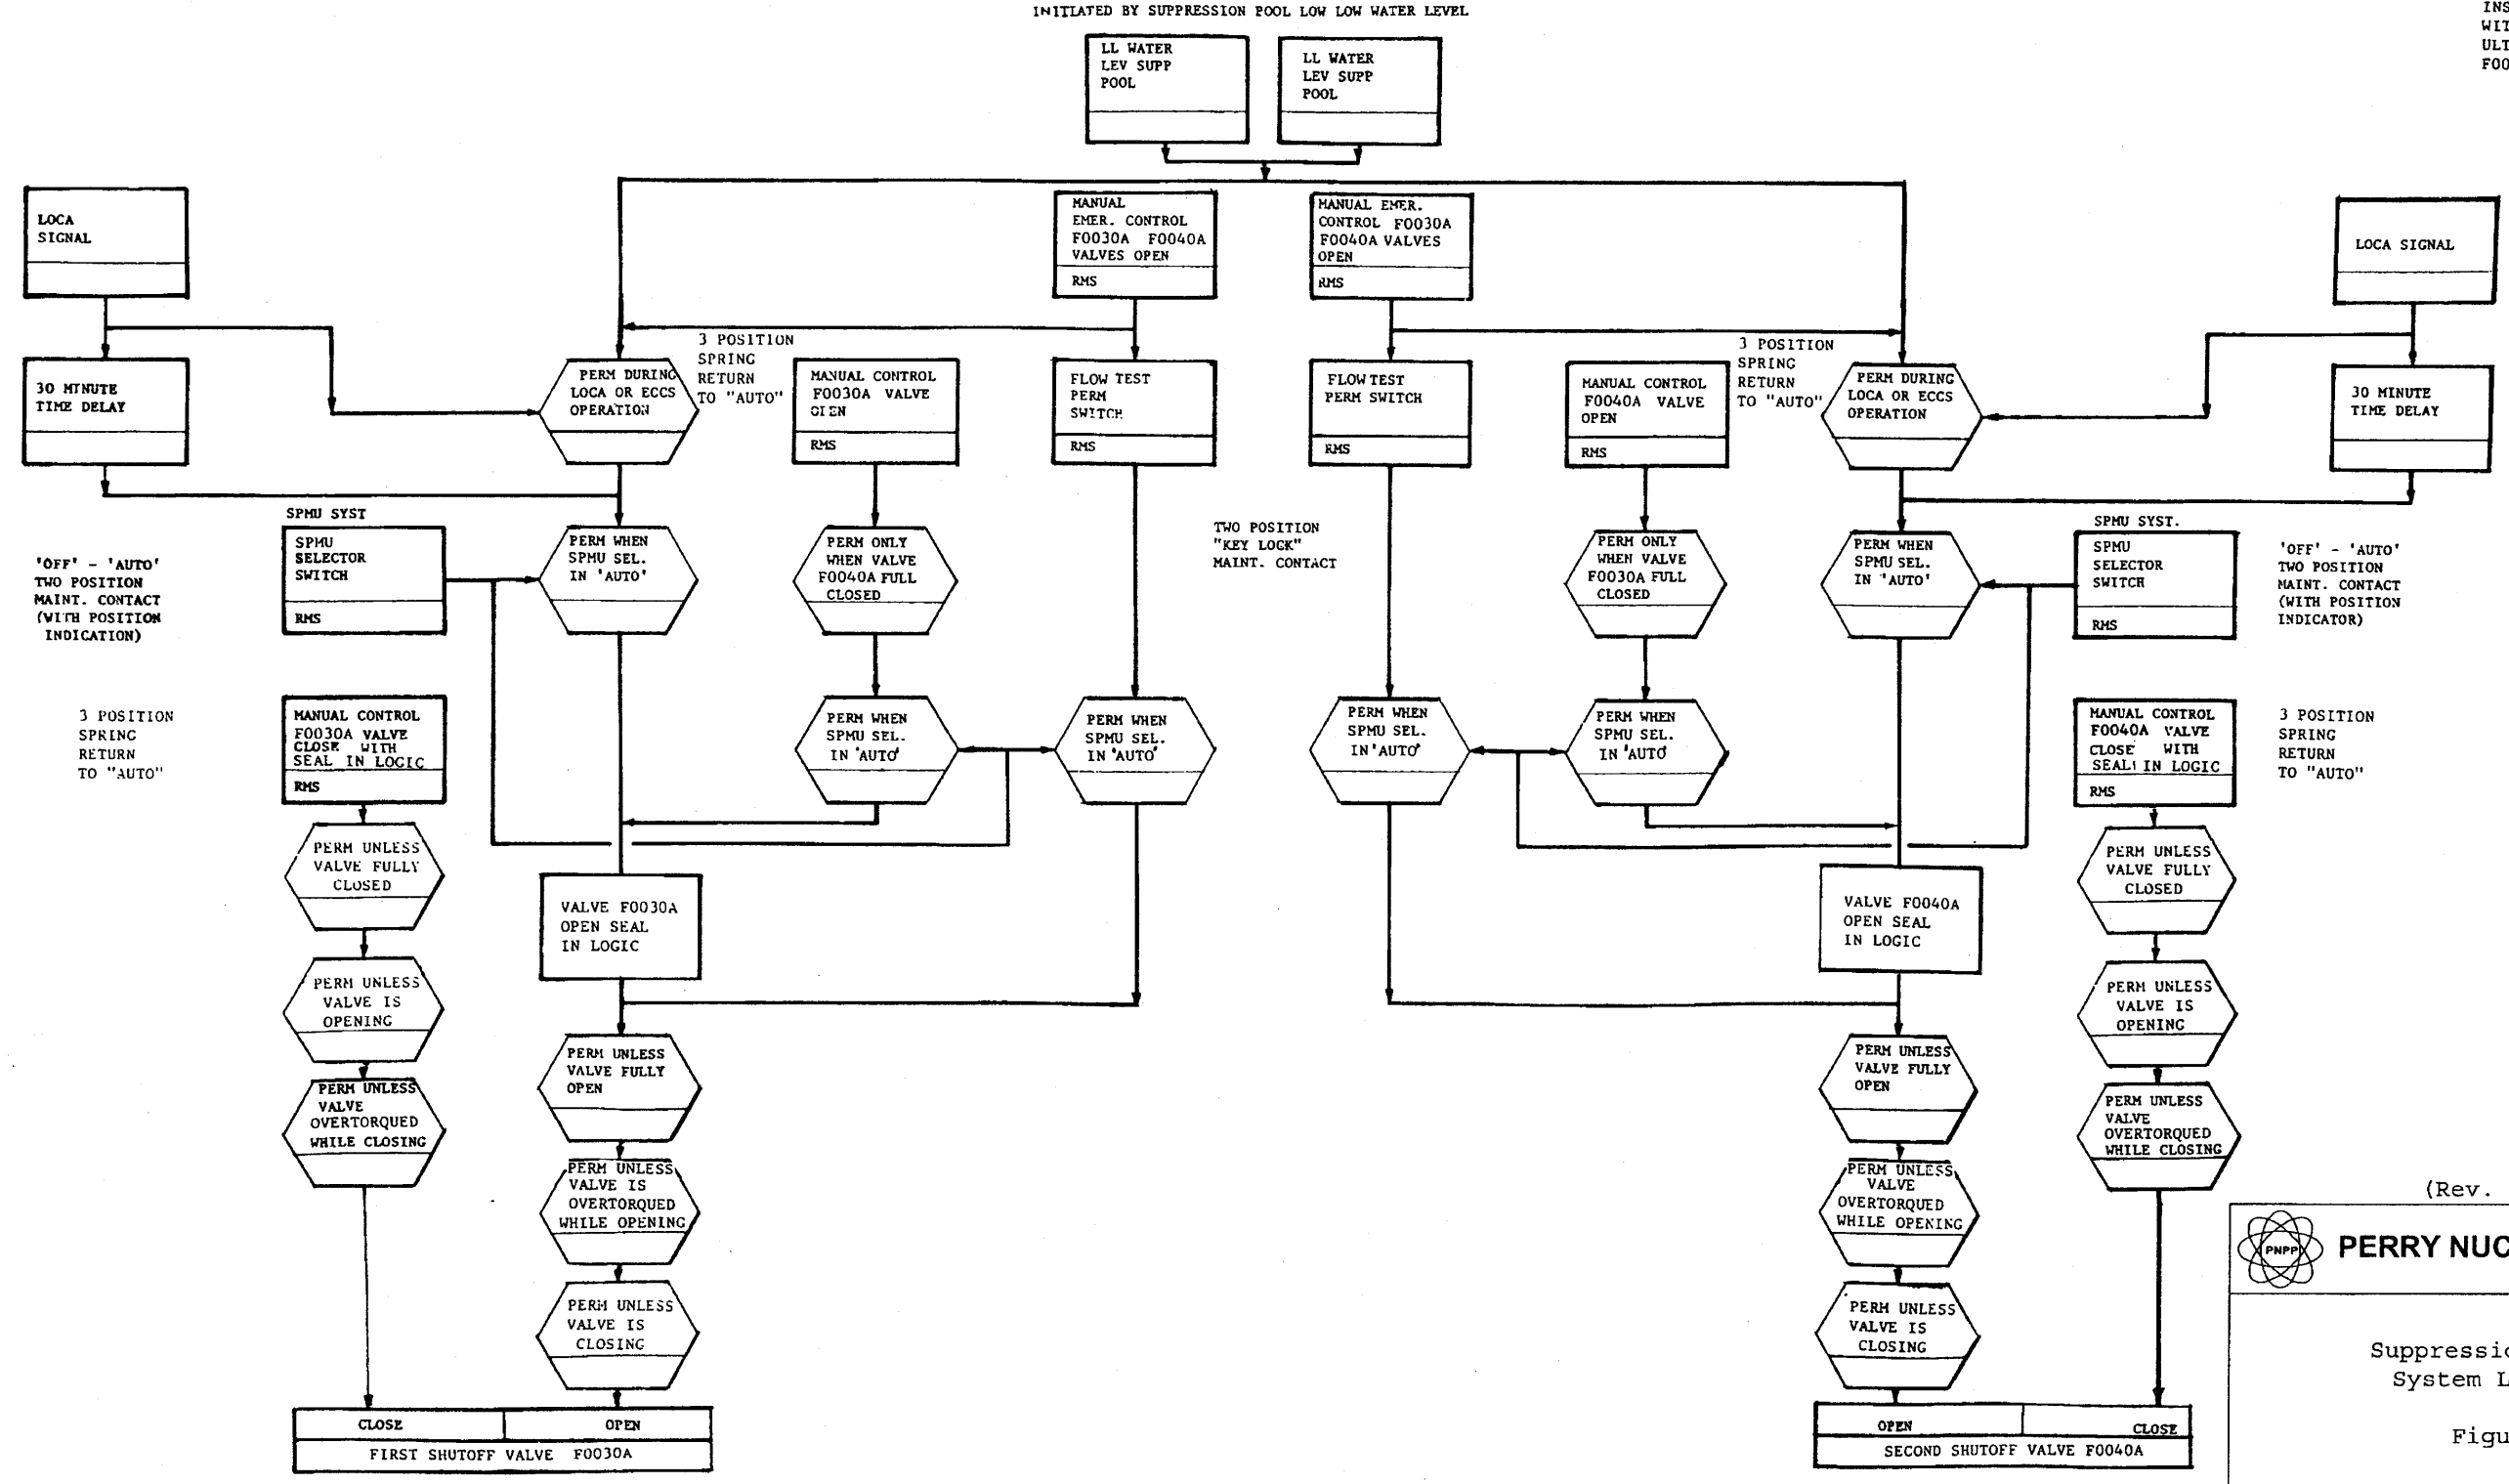 INITIATED BY SUPPRESSION POOL LOW LOW WATER LEVEL
INS
WIT
ULT
F00
LL WATER
LEV SUPP
POOL
LL WATER
LEV SUPP
POOL
LOCA
SIGNAL
MANUAL
EMER. CONTROL
F0030A F0040A
VALVES OPEN
RMS
MANUAL EMER.
CONTROL F0030A
F0040A VALVES
OPEN
RMS
LOCA SIGNAL
30 MINUTE
TIME DELAY
PERM DURING
LOCA OR ECCS
OPERATION
3 POSITION
SPRING
RETURN
TO "AUTO"
MANUAL CONTROL
F0030A VALVE
RMS
FLOW TEST
PERM
SWITCH
RMS
FLOW TEST
PERM SWITCH
RMS
MANUAL CONTROL
F0040A VALVE
OPEN
RMS
3 POSITION
SPRING
RETURN
TO "AUTO"
PERM DURING
LOCA OR ECCS
OPERATION
30 MINUTE
TIME DELAY
'OFF' - 'AUTO'
TWO POSITION
MAINT. CONTACT
(WITH POSITION
INDICATION)
SPMU SYST
SPMU
SELECTOR
SWITCH
RMS
PERM WHEN
SPMU SEL.
IN 'AUTO'
PERM ONLY
WHEN VALVE
F0040A FULL
CLOSED
TWO POSITION
"KEY LOCK"
MAINT. CONTACT
PERM ONLY
WHEN VALVE
F0030A FULL
CLOSED
PERM WHEN
SPMU SEL.
IN 'AUTO'
SPMU SYST.
SPMU
SELECTOR
SWITCH
RMS
'OFF' - 'AUTO'
TWO POSITION
MAINT. CONTACT
(WITH POSITION
INDICATOR)
3 POSITION
SPRING
RETURN
TO "AUTO"
MANUAL CONTROL
F0030A VALVE
CLOSE WITH
SEAL IN LOGIC
RMS
PERM WHEN
SPMU SEL.
IN 'AUTO'
PERM WHEN
SPMU SEL.
IN 'AUTO'
PERM WHEN
SPMU SEL.
IN 'AUTO'
PERM WHEN
SPMU SEL.
IN 'AUTO'
MANUAL CONTROL
F0040A VALVE
CLOSE WITH
SEAL IN LOGIC
RMS
3 POSITION
SPRING
RETURN
TO "AUTO"
PERM UNLESS
VALVE FULLY
CLOSED
VALVE F0030A
OPEN SEAL
IN LOGIC
VALVE F0040A
OPEN SEAL
IN LOGIC
PERM UNLESS
VALVE FULLY
CLOSED
PERM UNLESS
VALVE IS
OPENING
PERM UNLESS
VALVE IS
OPENING
PERM UNLESS
VALVE
OVERTORQUED
WHILE CLOSING
PERM UNLESS
VALVE FULLY
OPEN
PERM UNLESS
VALVE FULLY
OPEN
PERM UNLESS
VALVE
OVERTORQUED
WHILE CLOSING
PERM UNLESS
VALVE IS
OVERTORQUED
WHILE OPENING
PERM UNLESS
VALVE
OVERTORQUED
WHILE OPENING
PERM UNLESS
VALVE IS
CLOSING
PERM UNLESS
VALVE IS
CLOSING
CLOSE OPEN
FIRST SHUTOFF VALVE F0030A
OPEN CLOSE
SECOND SHUTOFF VALVE F0040A
(Rev.
PNPP
PERRY NUC
Suppressio
System L
Figu